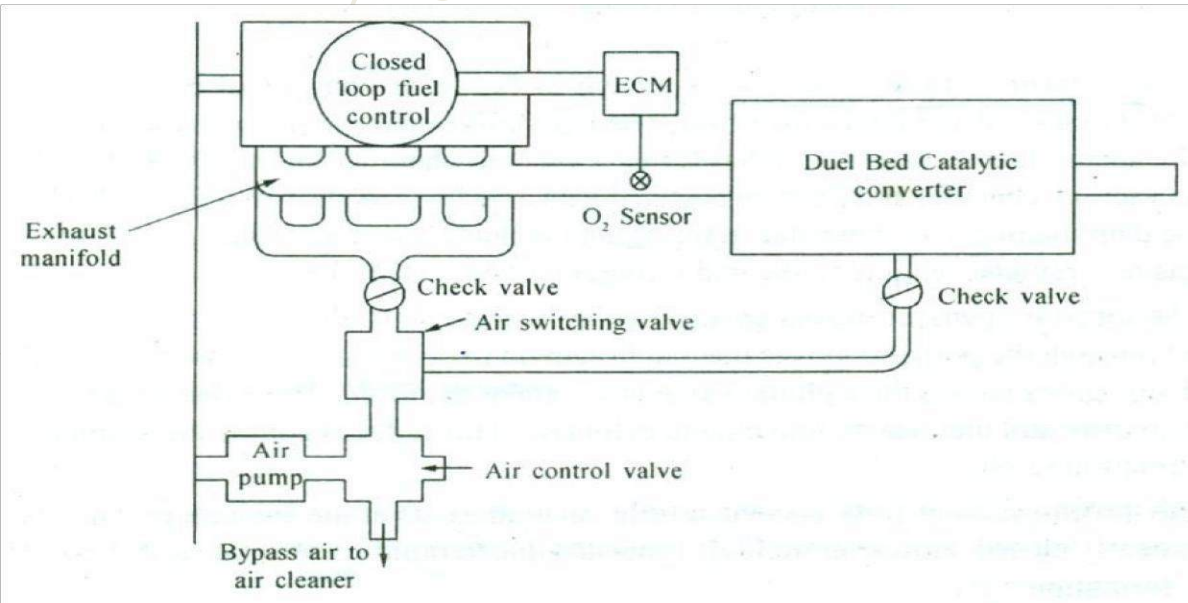 Closed
loop fuel
control
ECM
Duel Bed Catalytic
converter
O₂ Sensor
Exhaust
manifold
Check valve
Check valve
Air switching valve
Air
pump
Air control valve
Bypass air to
air cleaner